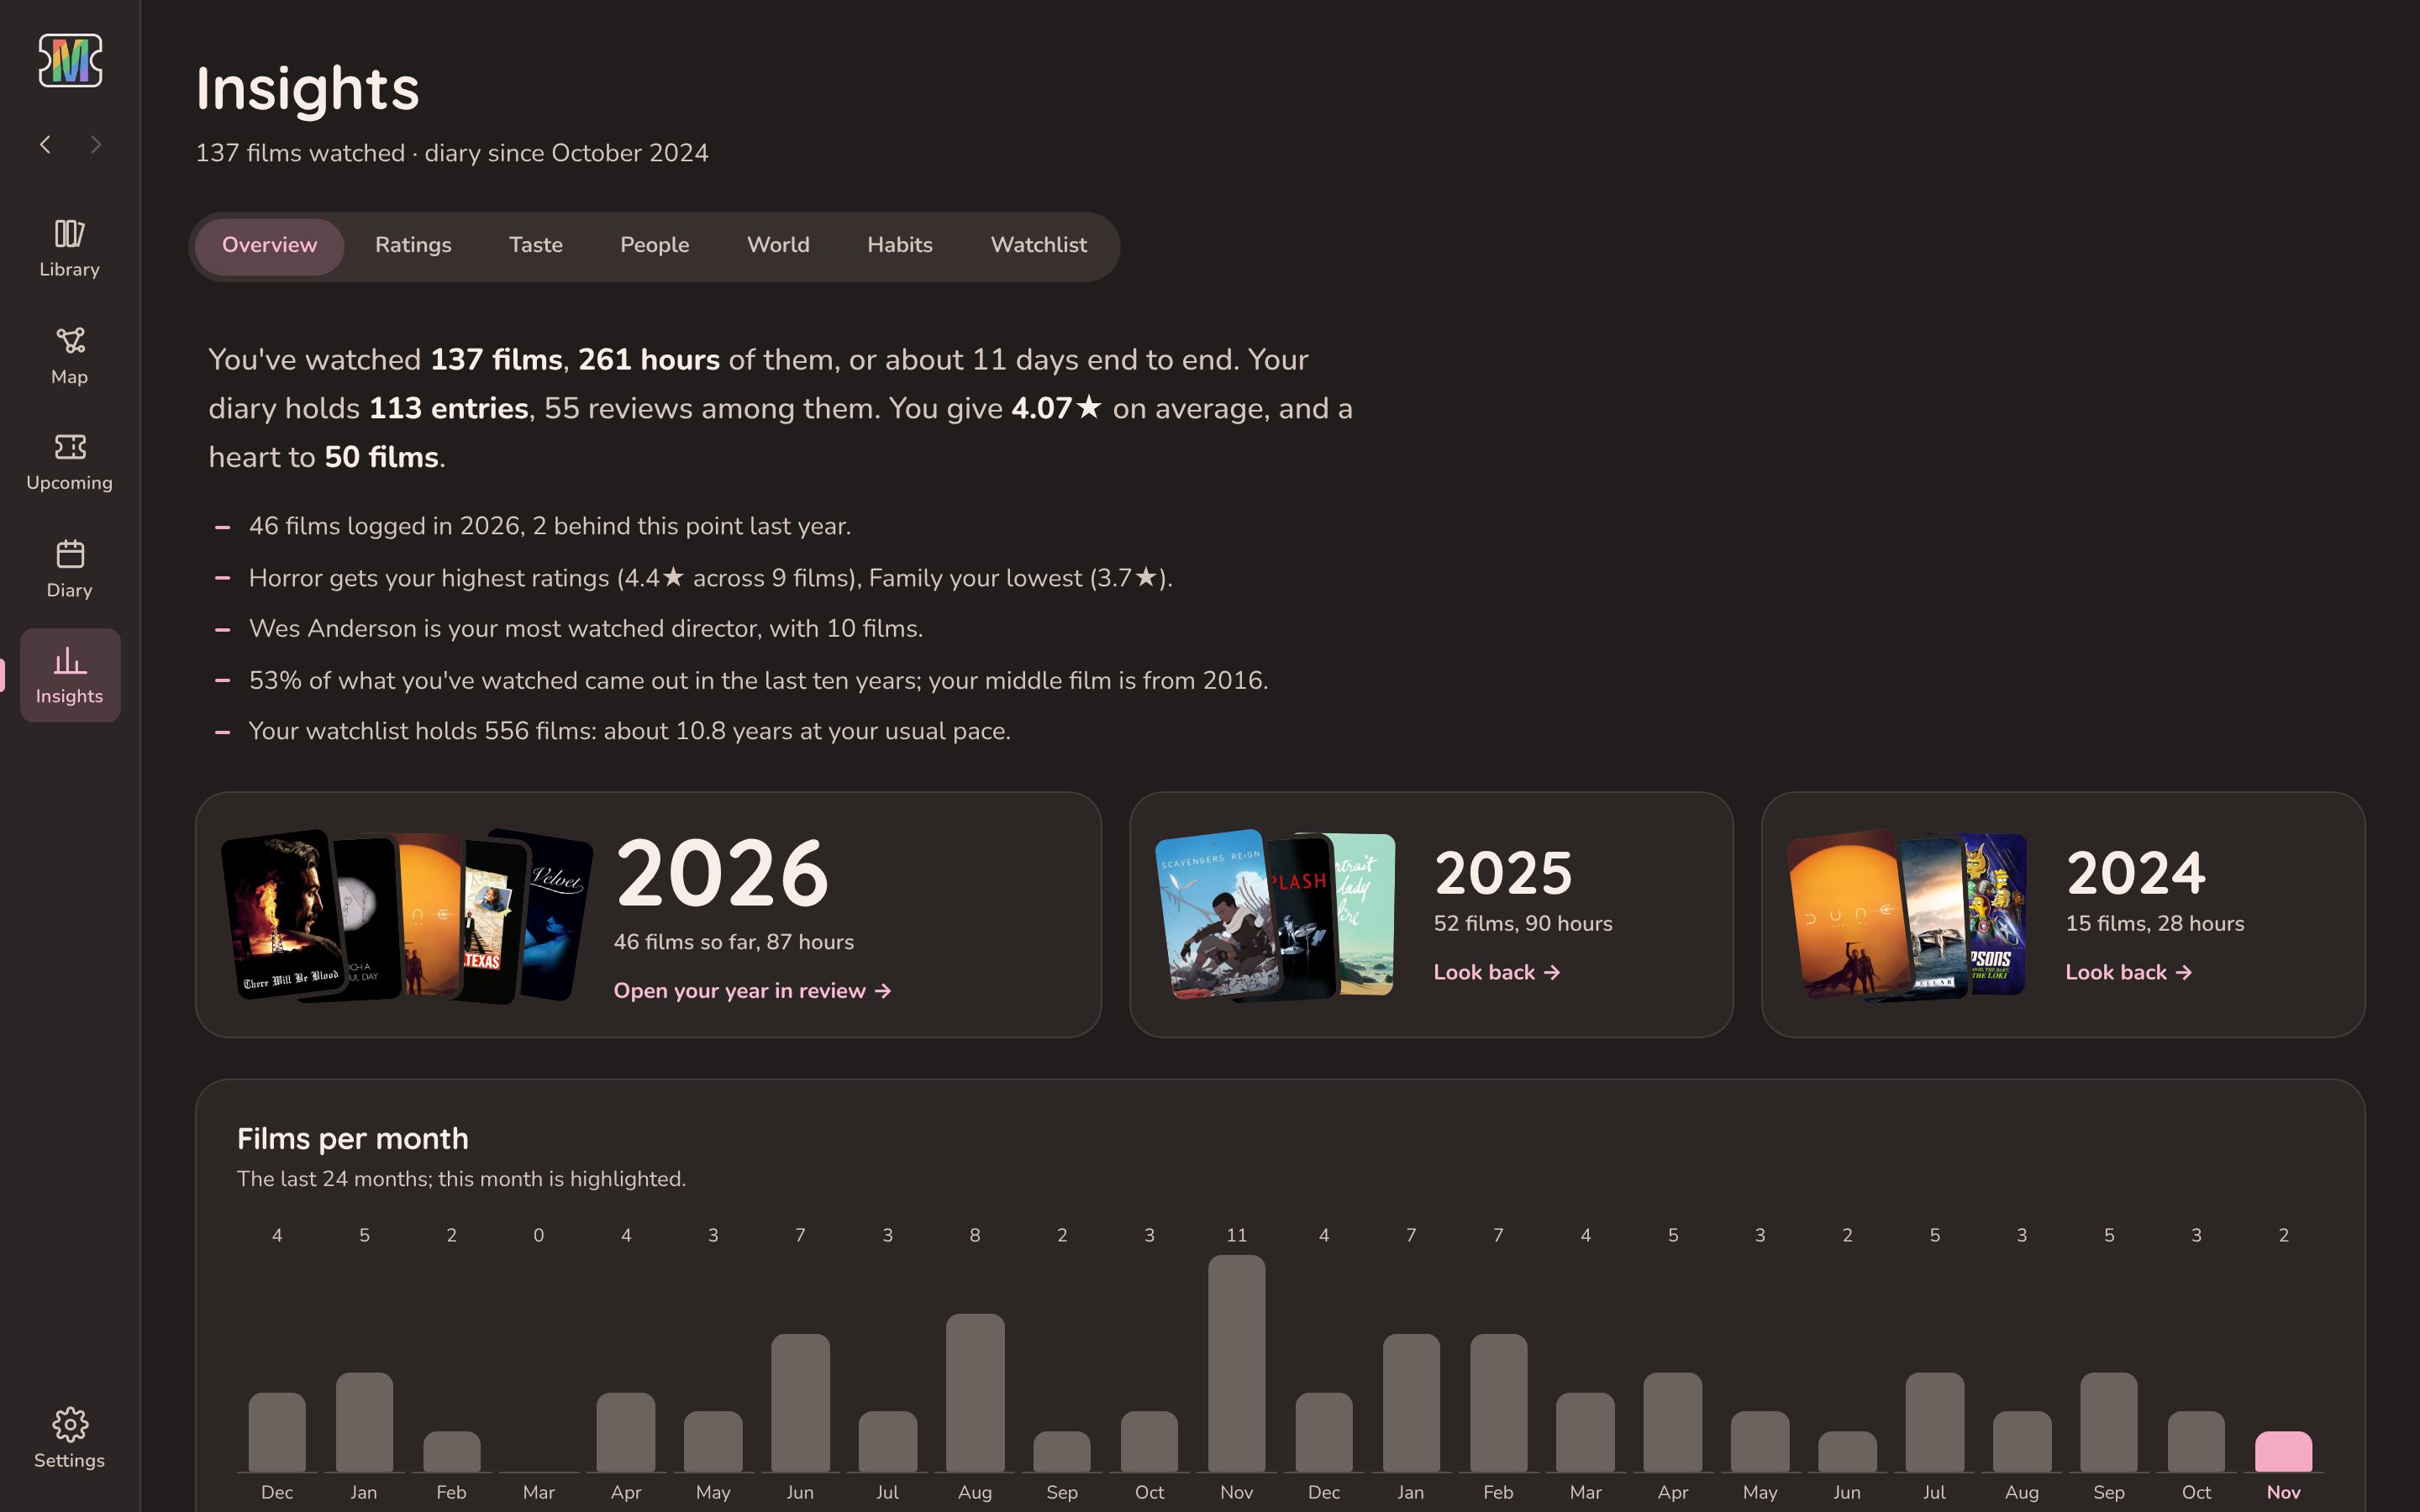 M
Insights
137 films watched · diary since October 2024
Library
Map
Upcoming
Diary
Insights
Settings
Overview Ratings Taste People World Habits Watchlist
You've watched 137 films, 261 hours of them, or about 11 days end to end. Your
diary holds 113 entries, 55 reviews among them. You give 4.07★ on average, and a
heart to 50 films.
– 46 films logged in 2026, 2 behind this point last year.
– Horror gets your highest ratings (4.4★ across 9 films), Family your lowest (3.7★).
– Wes Anderson is your most watched director, with 10 films.
– 53% of what you've watched came out in the last ten years; your middle film is from 2016.
– Your watchlist holds 556 films: about 10.8 years at your usual pace.
There Will Be Blood
UL DAY
TEXAS
Velvet
2026
46 films so far, 87 hours
Open your year in review →
SCAVENGERS REIGN
PLASH
trait
lady
ire
2025
52 films, 90 hours
Look back →
DUNE
LLAR
PSONS
THE LOKI
2024
15 films, 28 hours
Look back →
Films per month
The last 24 months; this month is highlighted.
4 5 2 0 4 3 7 3 8 2 3 11 4 7 7 4 5 3 2 5 3 5 3 2
Dec Jan Feb Mar Apr May Jun Jul Aug Sep Oct Nov Dec Jan Feb Mar Apr May Jun Jul Aug Sep Oct Nov